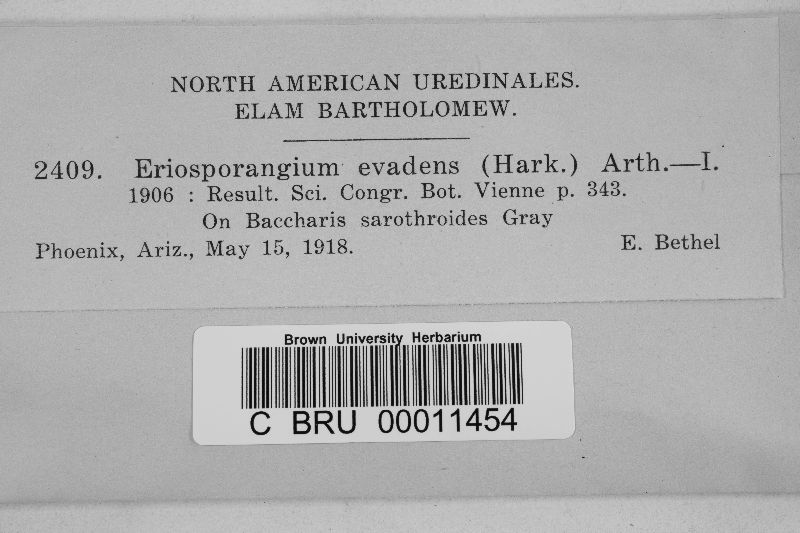 NORTH AMERICAN UREDINALES.
ELAM BARTHOLOMEW.
2409. Eriosporangium evadens (Hark.) Arth.—I.
1906 : Result. Sci. Congr. Bot. Vienne p. 343.
On Baccharis sarothroides Gray
Phoenix, Ariz., May 15, 1918. E. Bethel
Brown University Herbarium
C BRU 00011454